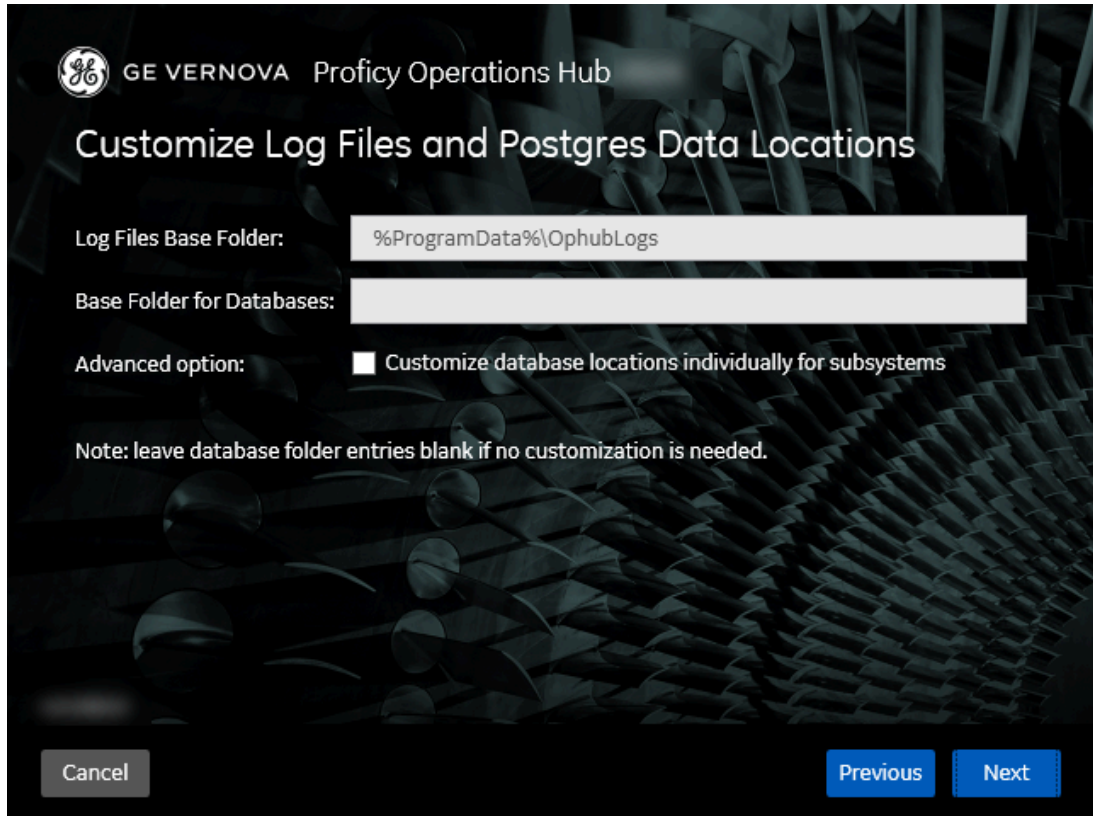 GE VERNOVA Proficy Operations Hub
Customize Log Files and Postgres Data Locations
Log Files Base Folder: %ProgramData%\OphubLogs
Base Folder for Databases:
Advanced option: Customize database locations individually for subsystems
Note: leave database folder entries blank if no customization is needed.
Cancel Previous Next